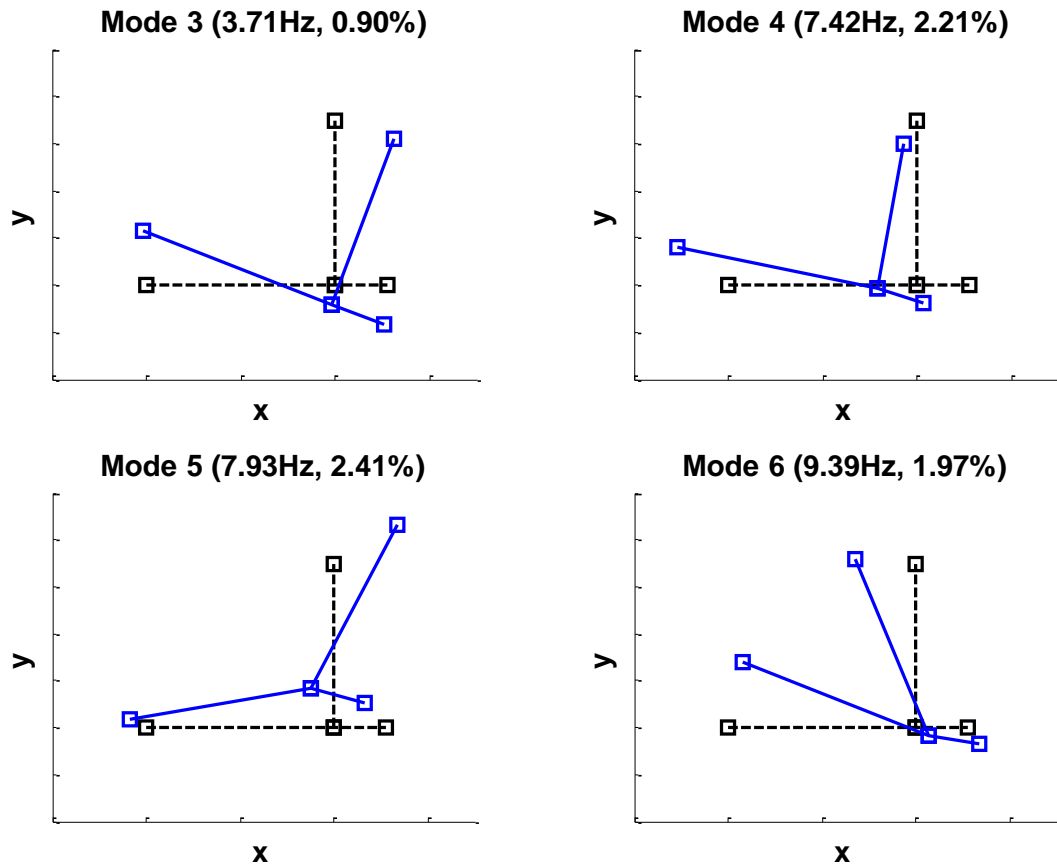 Mode 3 (3.71Hz, 0.90%)
y
x
Mode 4 (7.42Hz, 2.21%)
y
x
Mode 5 (7.93Hz, 2.41%)
y
x
Mode 6 (9.39Hz, 1.97%)
y
x